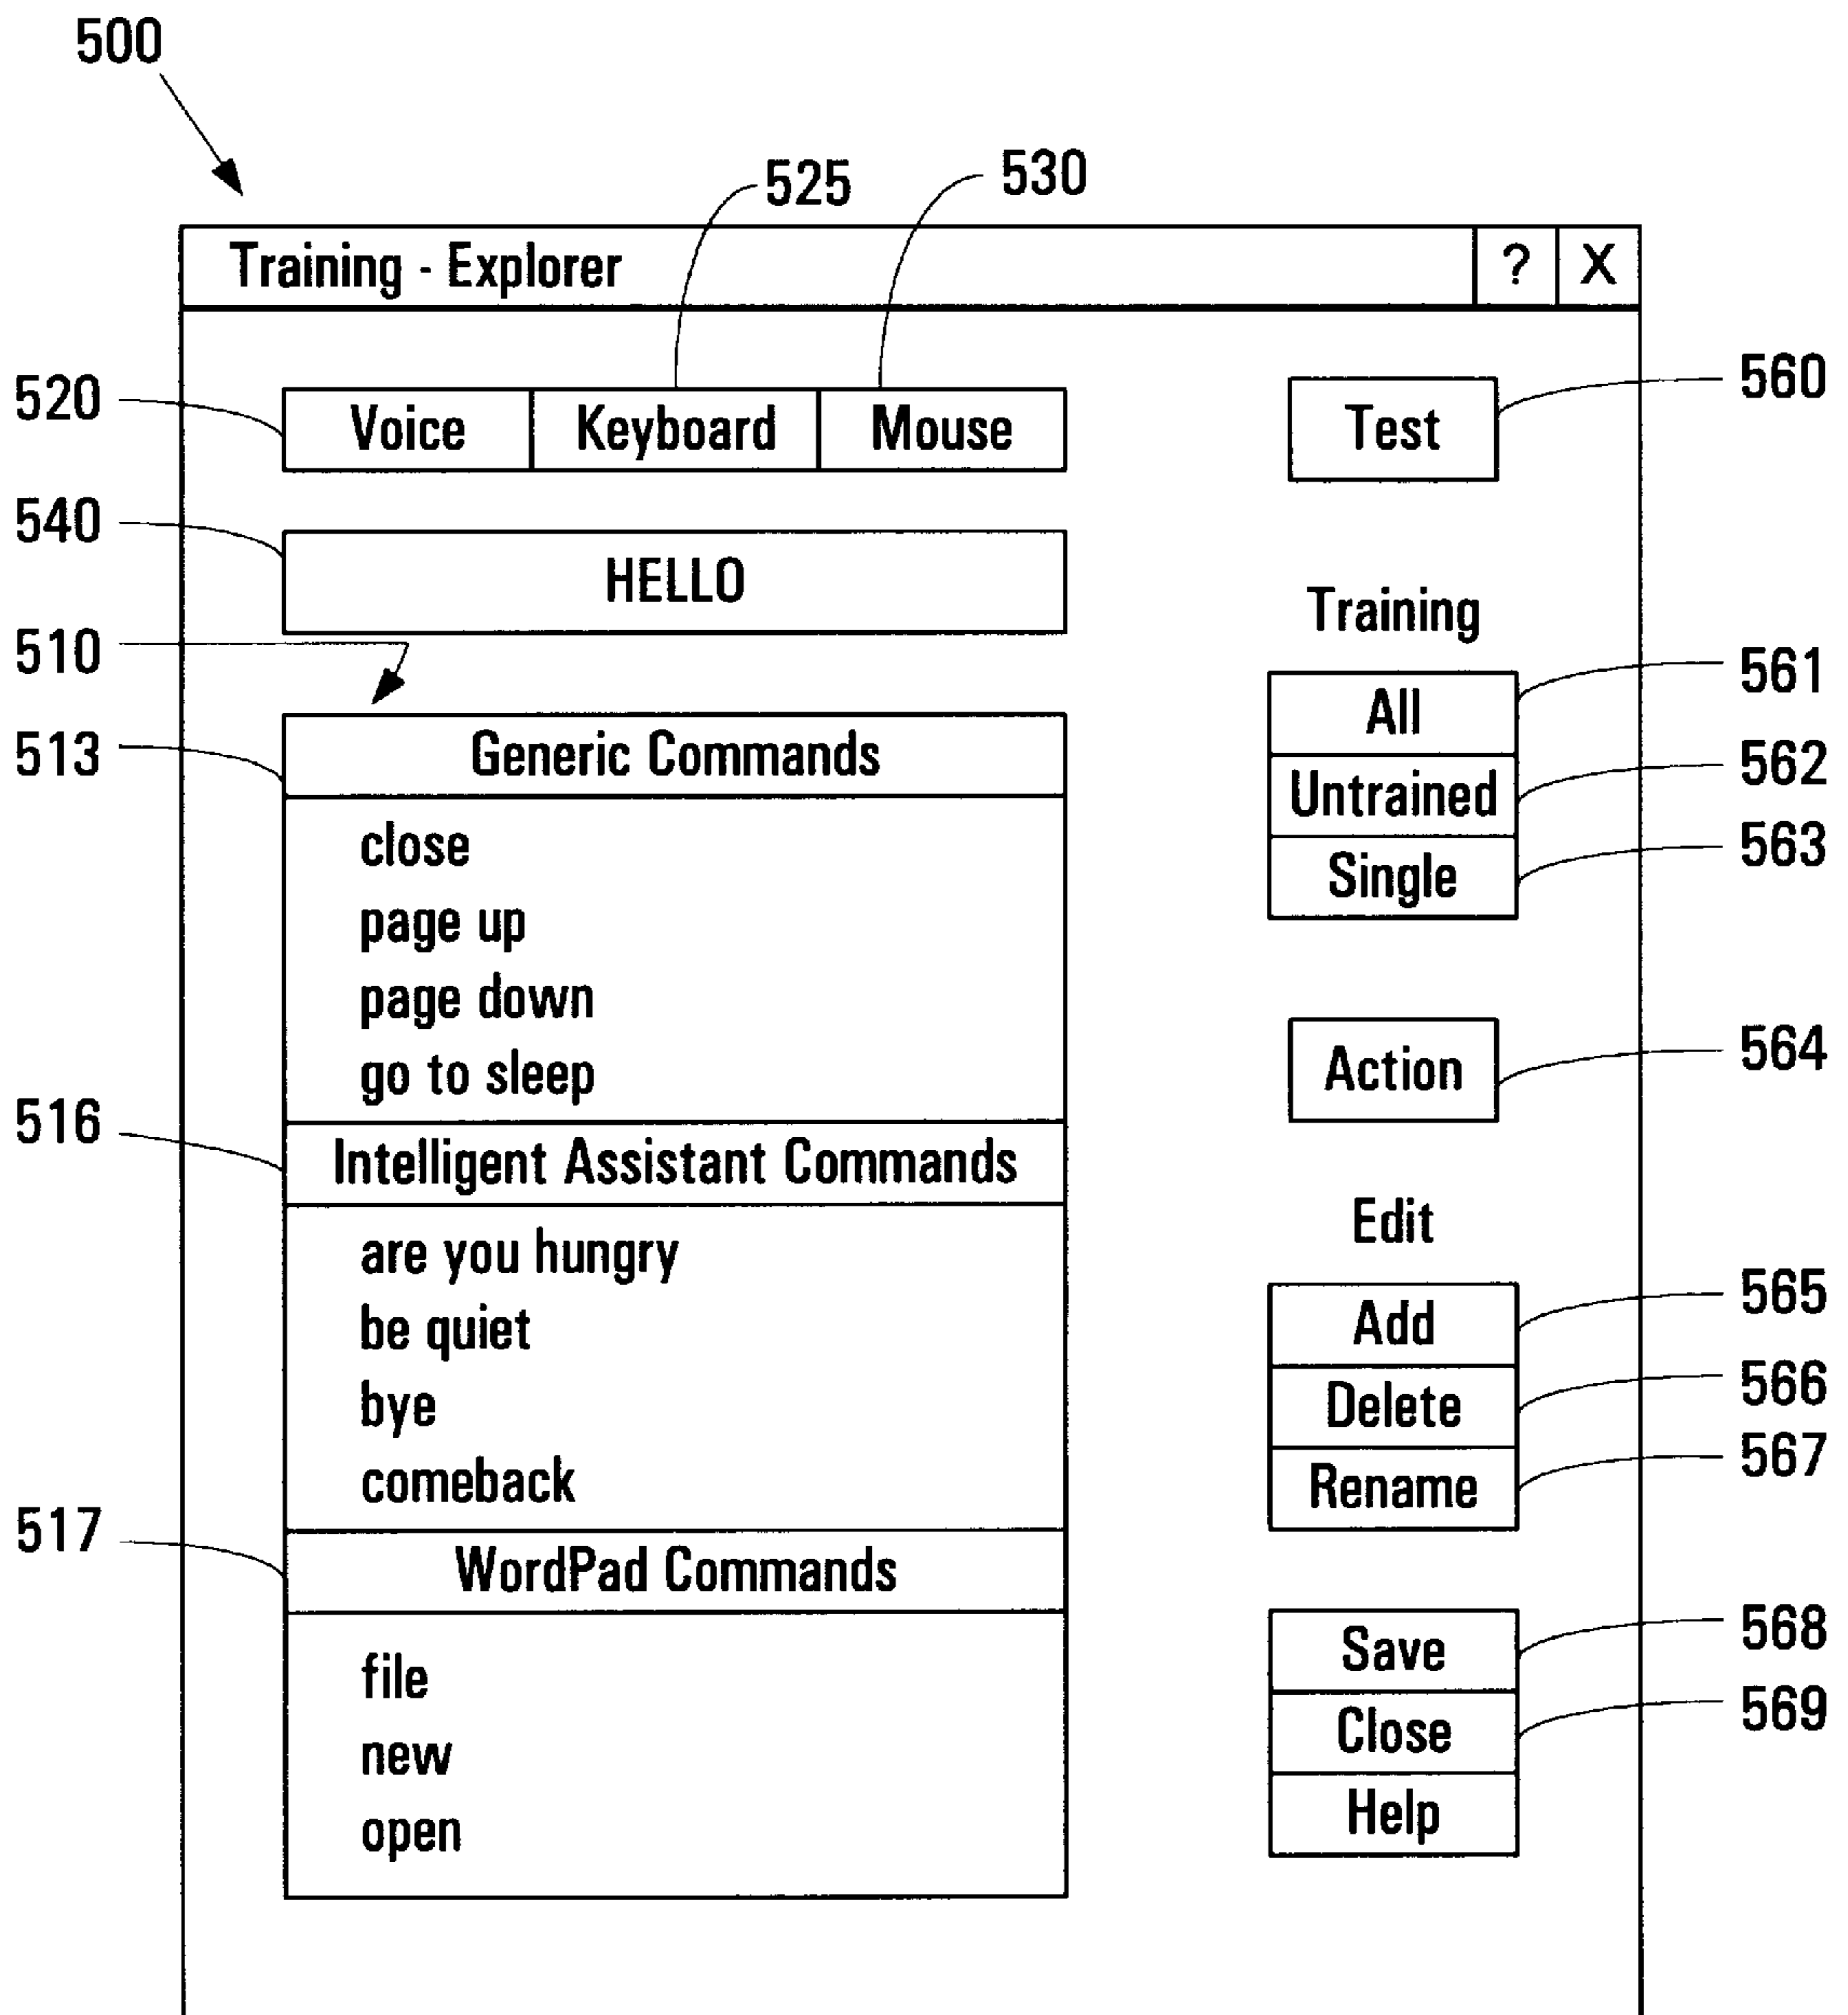 500
525
530
Training - Explorer
?
X
520
Voice
Keyboard
Mouse
560
Test
540
HELLO
510
Training
513
Generic Commands
close
page up
page down
go to sleep
561
All
562
Untrained
563
Single
564
Action
516
Intelligent Assistant Commands
are you hungry
be quiet
bye
comeback
Edit
565
Add
566
Delete
567
Rename
517
WordPad Commands
file
new
open
568
Save
569
Close
Help